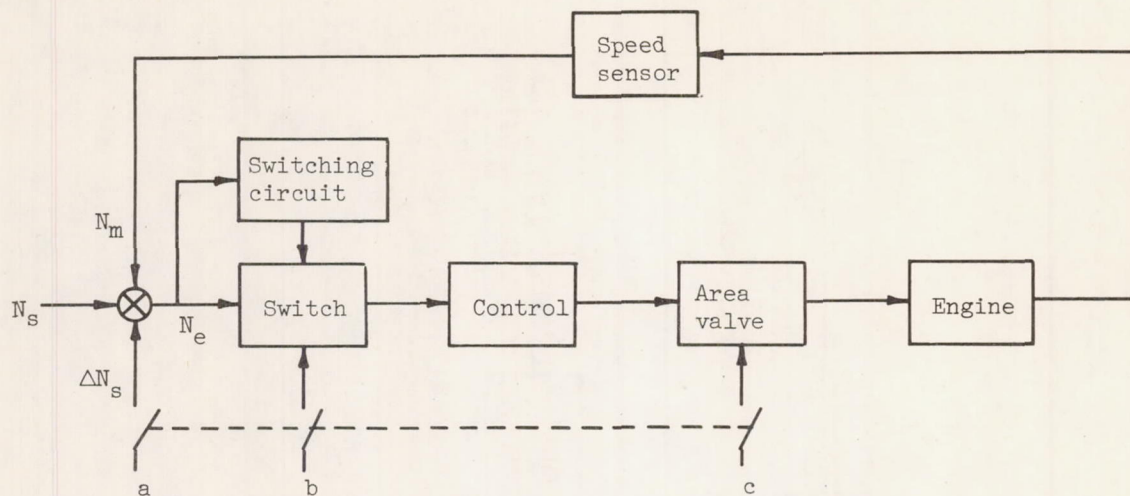 Speed
sensor
Switching
circuit
N_m
N_s
N_e
Switch
Control
Area
valve
Engine
ΔN_s
a
b
c